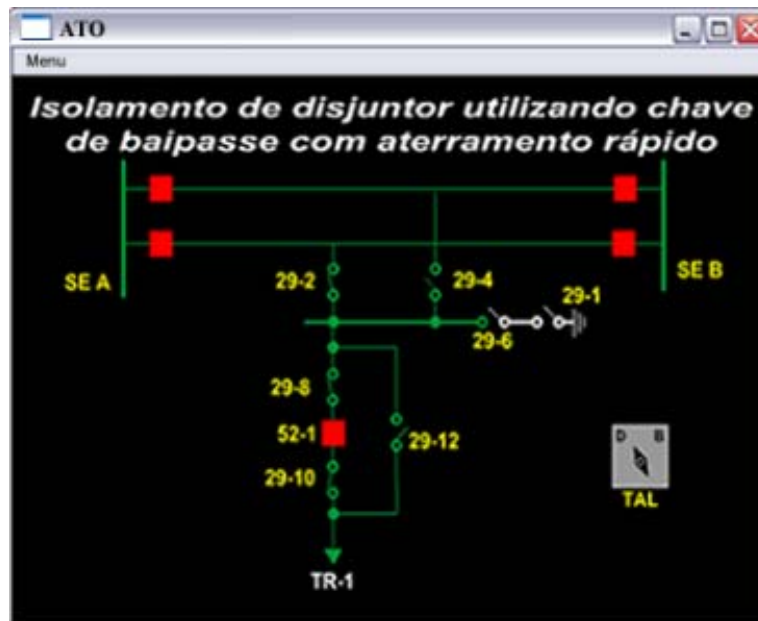 ATO
Menu
Isolamento de disjuntor utilizando chave
de baipasse com aterramento rápido
SE A
SE B
29-2
29-4
29-1
29-6
29-8
52-1
29-12
29-10
D B
TAL
TR-1